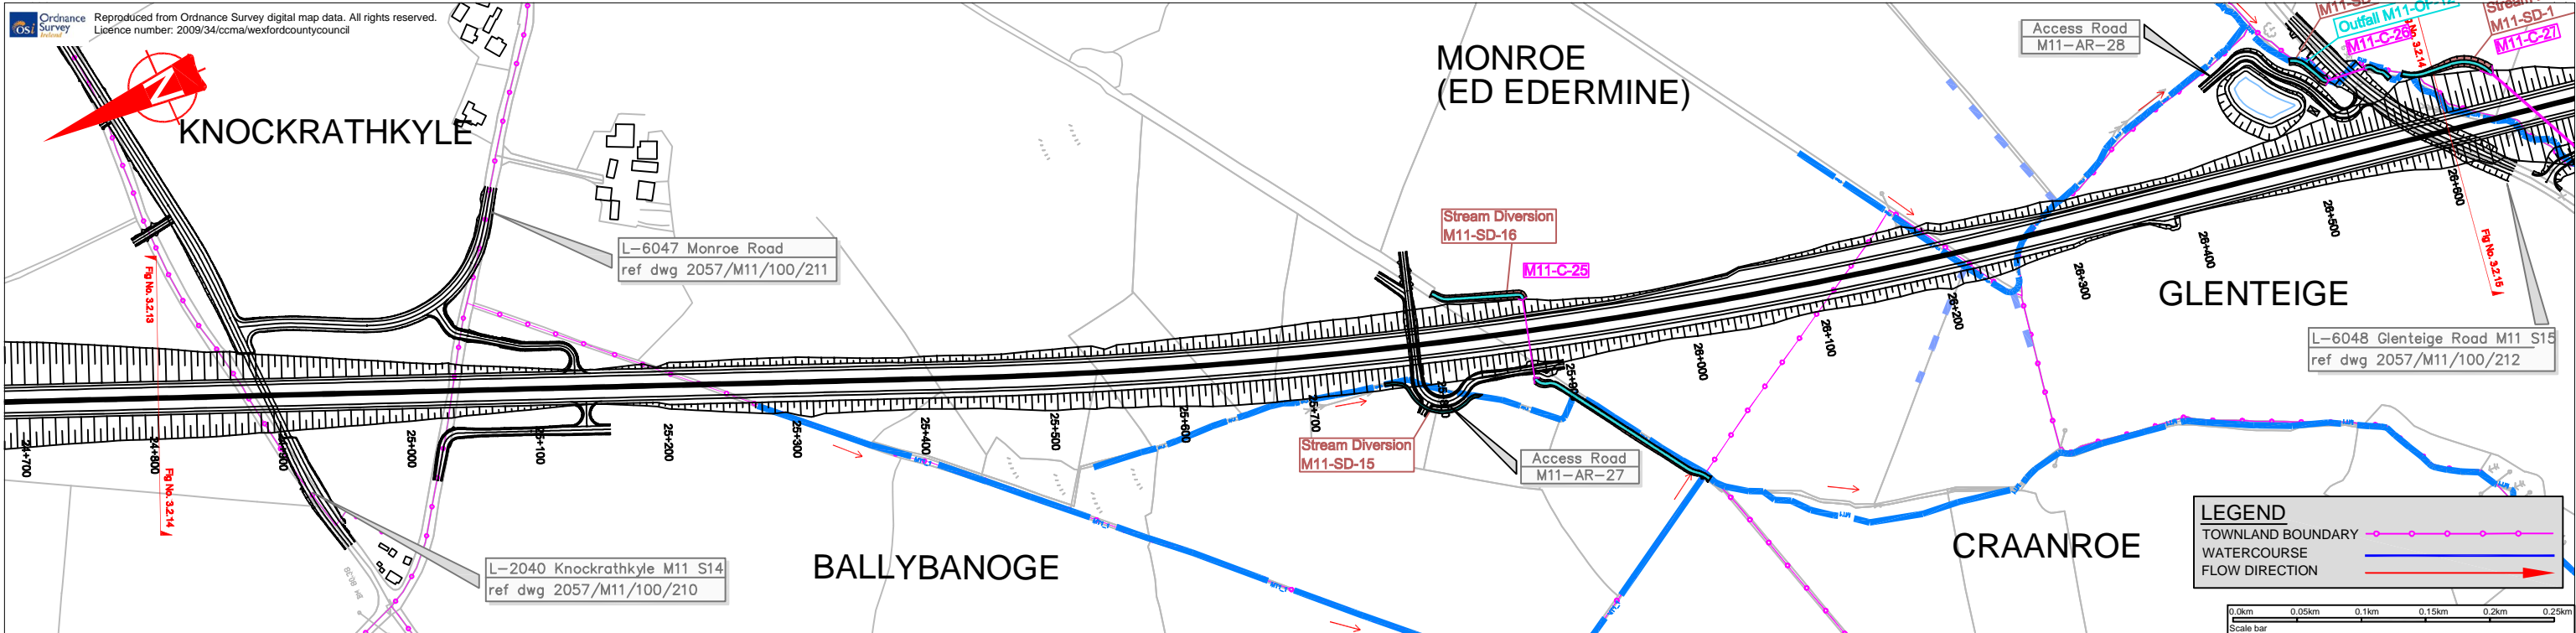 Ordnance
Survey
Ireland
OSi
Reproduced from Ordnance Survey digital map data. All rights reserved.
Licence number: 2009/34/ccma/wexfordcountycouncil
N
KNOCKRATHKYLE
MONROE
(ED EDERMINE)
Access Road
M11-AR-28
Outfall M11-OF-12
M11-C-26
M11-SD-1
M11-C-27
Fig No. 3.2.13
Fig No. 3.2.14
L-6047 Monroe Road
ref dwg 2057/M11/100/211
Stream Diversion
M11-SD-16
M11-C-25
GLENTEIGE
Fig No. 3.2.15
L-6048 Glenteige Road M11 S15
ref dwg 2057/M11/100/212
24+700
24+800
24+900
25+000
25+100
25+200
25+300
25+400
25+500
25+600
25+700
25+800
26+000
26+100
26+200
26+300
26+400
26+500
26+600
Stream Diversion
M11-SD-15
Access Road
M11-AR-27
L-2040 Knockrathkyle M11 S14
ref dwg 2057/M11/100/210
BALLYBANOGE
CRAANROE
LEGEND
TOWNLAND BOUNDARY
WATERCOURSE
FLOW DIRECTION
0.0km 0.05km 0.1km 0.15km 0.2km 0.25km
Scale bar